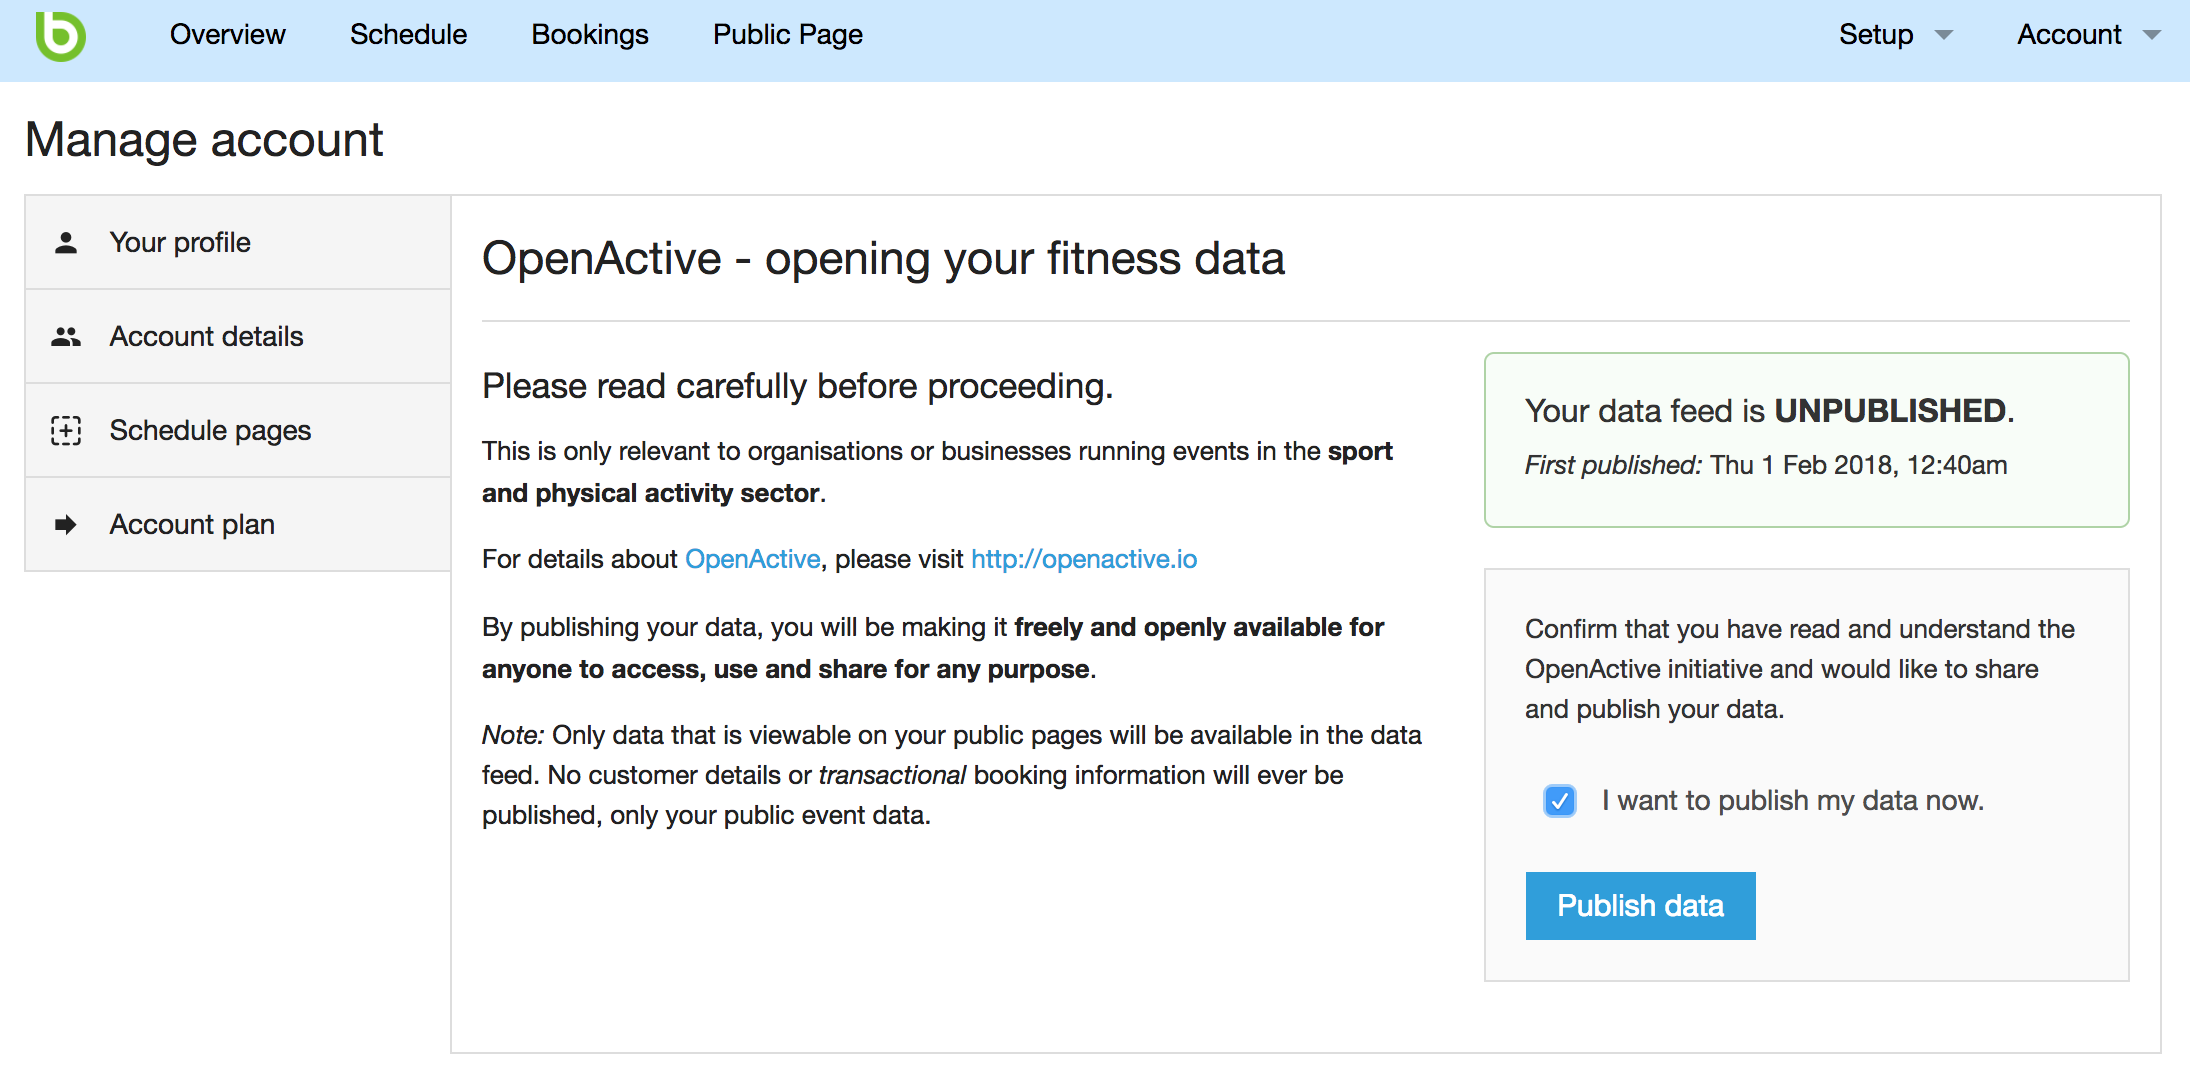 Overview Schedule Bookings Public Page Setup Account
Manage account
Your profile
Account details
Schedule pages
Account plan
OpenActive - opening your fitness data
Please read carefully before proceeding.
This is only relevant to organisations or businesses running events in the sport
and physical activity sector.
For details about OpenActive, please visit http://openactive.io
By publishing your data, you will be making it freely and openly available for
anyone to access, use and share for any purpose.
Note: Only data that is viewable on your public pages will be available in the data
feed. No customer details or transactional booking information will ever be
published, only your public event data.
Your data feed is UNPUBLISHED.
First published: Thu 1 Feb 2018, 12:40am
Confirm that you have read and understand the
OpenActive initiative and would like to share
and publish your data.
I want to publish my data now.
Publish data